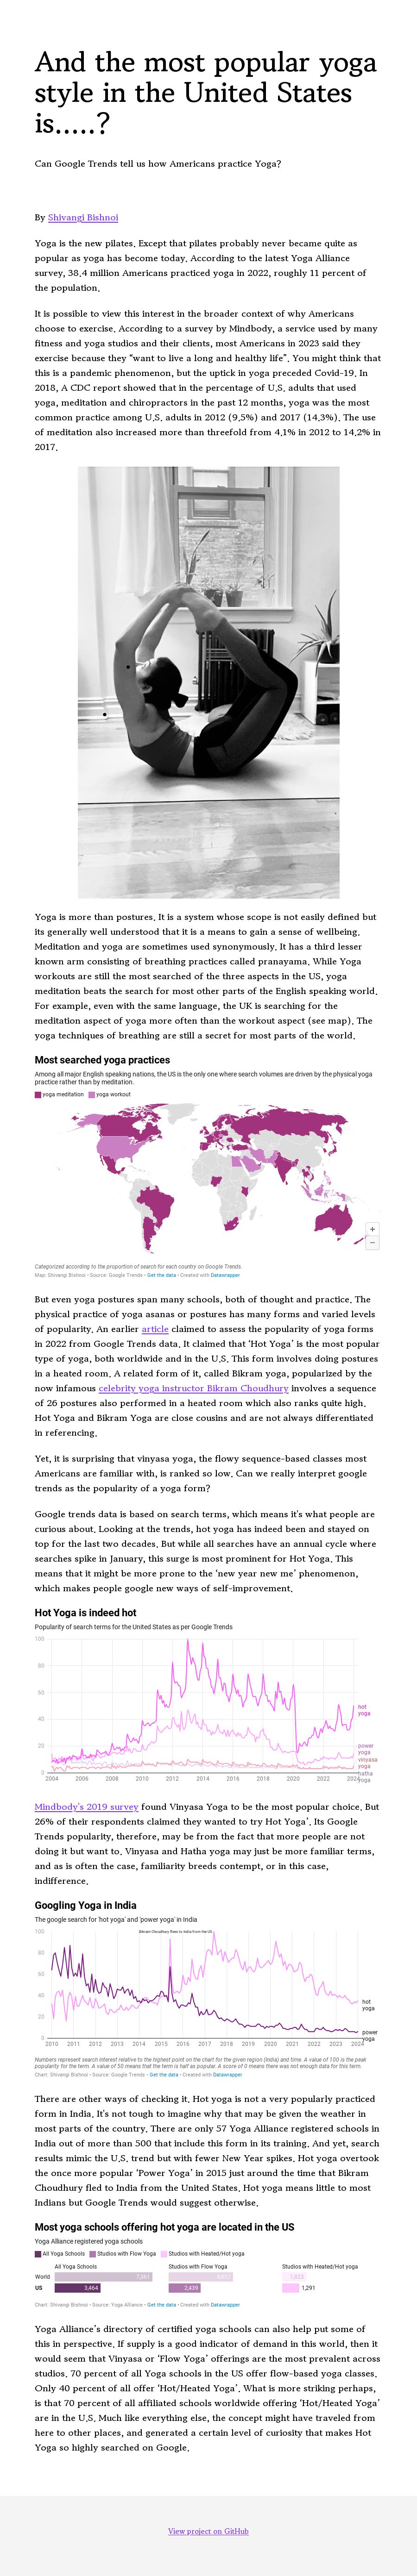 And the most popular yoga
style in the United States
is.....?
Can Google Trends tell us how Americans practice Yoga?
By Shivangi Bishnoi
Yoga is the new pilates. Except that pilates probably never became quite as
popular as yoga has become today. According to the latest Yoga Alliance
survey, 38.4 million Americans practiced yoga in 2022, roughly 11 percent of
the population.
It is possible to view this interest in the broader context of why Americans
choose to exercise. According to a survey by Mindbody, a service used by many
fitness and yoga studios and their clients, most Americans in 2023 said they
exercise because they “want to live a long and healthy life”. You might think that
this is a pandemic phenomenon, but the uptick in yoga preceded Covid-19. In
2018, A CDC report showed that in the percentage of U.S. adults that used
yoga, meditation and chiropractors in the past 12 months, yoga was the most
common practice among U.S. adults in 2012 (9.5%) and 2017 (14.3%). The use
of meditation also increased more than threefold from 4.1% in 2012 to 14.2% in
2017.
Yoga is more than postures. It is a system whose scope is not easily defined but
its generally well understood that it is a means to gain a sense of wellbeing.
Meditation and yoga are sometimes used synonymously. It has a third lesser
known arm consisting of breathing practices called pranayama. While Yoga
workouts are still the most searched of the three aspects in the US, yoga
meditation beats the search for most other parts of the English speaking world.
For example, even with the same language, the UK is searching for the
meditation aspect of yoga more often than the workout aspect (see map). The
yoga techniques of breathing are still a secret for most parts of the world.
Most searched yoga practices
Among all major English speaking nations, the US is the only one where search volumes are driven by the physical yoga
practice rather than by meditation.
yoga meditation yoga workout
+
−
Categorized according to the proportion of search for each country on Google Trends.
Map: Shivangi Bishnoi • Source: Google Trends • Get the data • Created with Datawrapper
But even yoga postures span many schools, both of thought and practice. The
physical practice of yoga asanas or postures has many forms and varied levels
of popularity. An earlier article claimed to assess the popularity of yoga forms
in 2022 from Google Trends data. It claimed that ‘Hot Yoga’ is the most popular
type of yoga, both worldwide and in the U.S. This form involves doing postures
in a heated room. A related form of it, called Bikram yoga, popularized by the
now infamous celebrity yoga instructor Bikram Choudhury involves a sequence
of 26 postures also performed in a heated room which also ranks quite high.
Hot Yoga and Bikram Yoga are close cousins and are not always differentiated
in referencing.
Yet, it is surprising that vinyasa yoga, the flowy sequence-based classes most
Americans are familiar with, is ranked so low. Can we really interpret google
trends as the popularity of a yoga form?
Google trends data is based on search terms, which means it's what people are
curious about. Looking at the trends, hot yoga has indeed been and stayed on
top for the last two decades. But while all searches have an annual cycle where
searches spike in January, this surge is most prominent for Hot Yoga. This
means that it might be more prone to the ‘new year new me’ phenomenon,
which makes people google new ways of self-improvement.
Hot Yoga is indeed hot
Popularity of search terms for the United States as per Google Trends
100
80
60
40
20
0
hot
yoga
power
yoga
vinyasa
yoga
hatha
yoga
2004 2006 2008 2010 2012 2014 2016 2018 2020 2022 2024
Mindbody's 2019 survey found Vinyasa Yoga to be the most popular choice. But
26% of their respondents claimed they wanted to try Hot Yoga’. Its Google
Trends popularity, therefore, may be from the fact that more people are not
doing it but want to. Vinyasa and Hatha yoga may just be more familiar terms,
and as is often the case, familiarity breeds contempt, or in this case,
indifference.
Googling Yoga in India
The google search for 'hot yoga' and 'power yoga' in India
Bikram Choudhury flees to India from the US
100
80
60
40
20
0
hot
yoga
power
yoga
2010 2011 2012 2013 2014 2015 2016 2017 2018 2019 2020 2021 2022 2023 2024
Numbers represent search interest relative to the highest point on the chart for the given region (India) and time. A value of 100 is the peak
popularity for the term. A value of 50 means that the term is half as popular. A score of 0 means there was not enough data for this term.
Chart: Shivangi Bishnoi • Source: Google Trends • Get the data • Created with Datawrapper
There are other ways of checking it. Hot yoga is not a very popularly practiced
form in India. It's not tough to imagine why that may be given the weather in
most parts of the country. There are only 57 Yoga Alliance registered schools in
India out of more than 500 that include this form in its training. And yet, search
results mimic the U.S. trend but with fewer New Year spikes. Hot yoga overtook
the once more popular ‘Power Yoga’ in 2015 just around the time that Bikram
Choudhury fled to India from the United States. Hot yoga means little to most
Indians but Google Trends would suggest otherwise.
Most yoga schools offering hot yoga are located in the US
Yoga Alliance registered yoga schools
All Yoga Schools Studios with Flow Yoga Studios with Heated/Hot yoga
All Yoga Schools Studios with Flow Yoga Studios with Heated/Hot yoga
World
US 3,464 2,439 1,291
Chart: Shivangi Bishnoi • Source: Yoga Alliance • Get the data • Created with Datawrapper
Yoga Alliance’s directory of certified yoga schools can also help put some of
this in perspective. If supply is a good indicator of demand in this world, then it
would seem that Vinyasa or ‘Flow Yoga’ offerings are the most prevalent across
studios. 70 percent of all Yoga schools in the US offer flow-based yoga classes.
Only 40 percent of all offer ‘Hot/Heated Yoga’. What is more striking perhaps,
is that 70 percent of all affiliated schools worldwide offering ‘Hot/Heated Yoga’
are in the U.S. Much like everything else, the concept might have traveled from
here to other places, and generated a certain level of curiosity that makes Hot
Yoga so highly searched on Google.
View project on GitHub